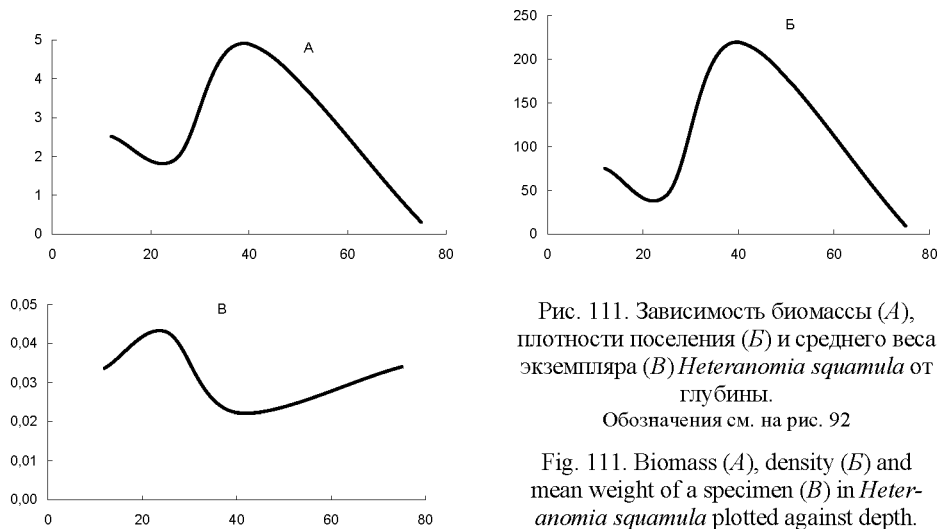 А
5
4
3
2
1
0
0 20 40 60 80
Б
250
200
150
100
50
0
0 20 40 60 80
В
0,05
0,04
0,03
0,02
0,01
0,00
0 20 40 60 80
Рис. 111. Зависимость биомассы (А),
плотности поселения (Б) и среднего веса
экземпляра (В) Heteranomia squamula от
глубины.
Обозначения см. на рис. 92
Fig. 111. Biomass (А), density (Б) and
mean weight of a specimen (В) in Heter-
anomia squamula plotted against depth.